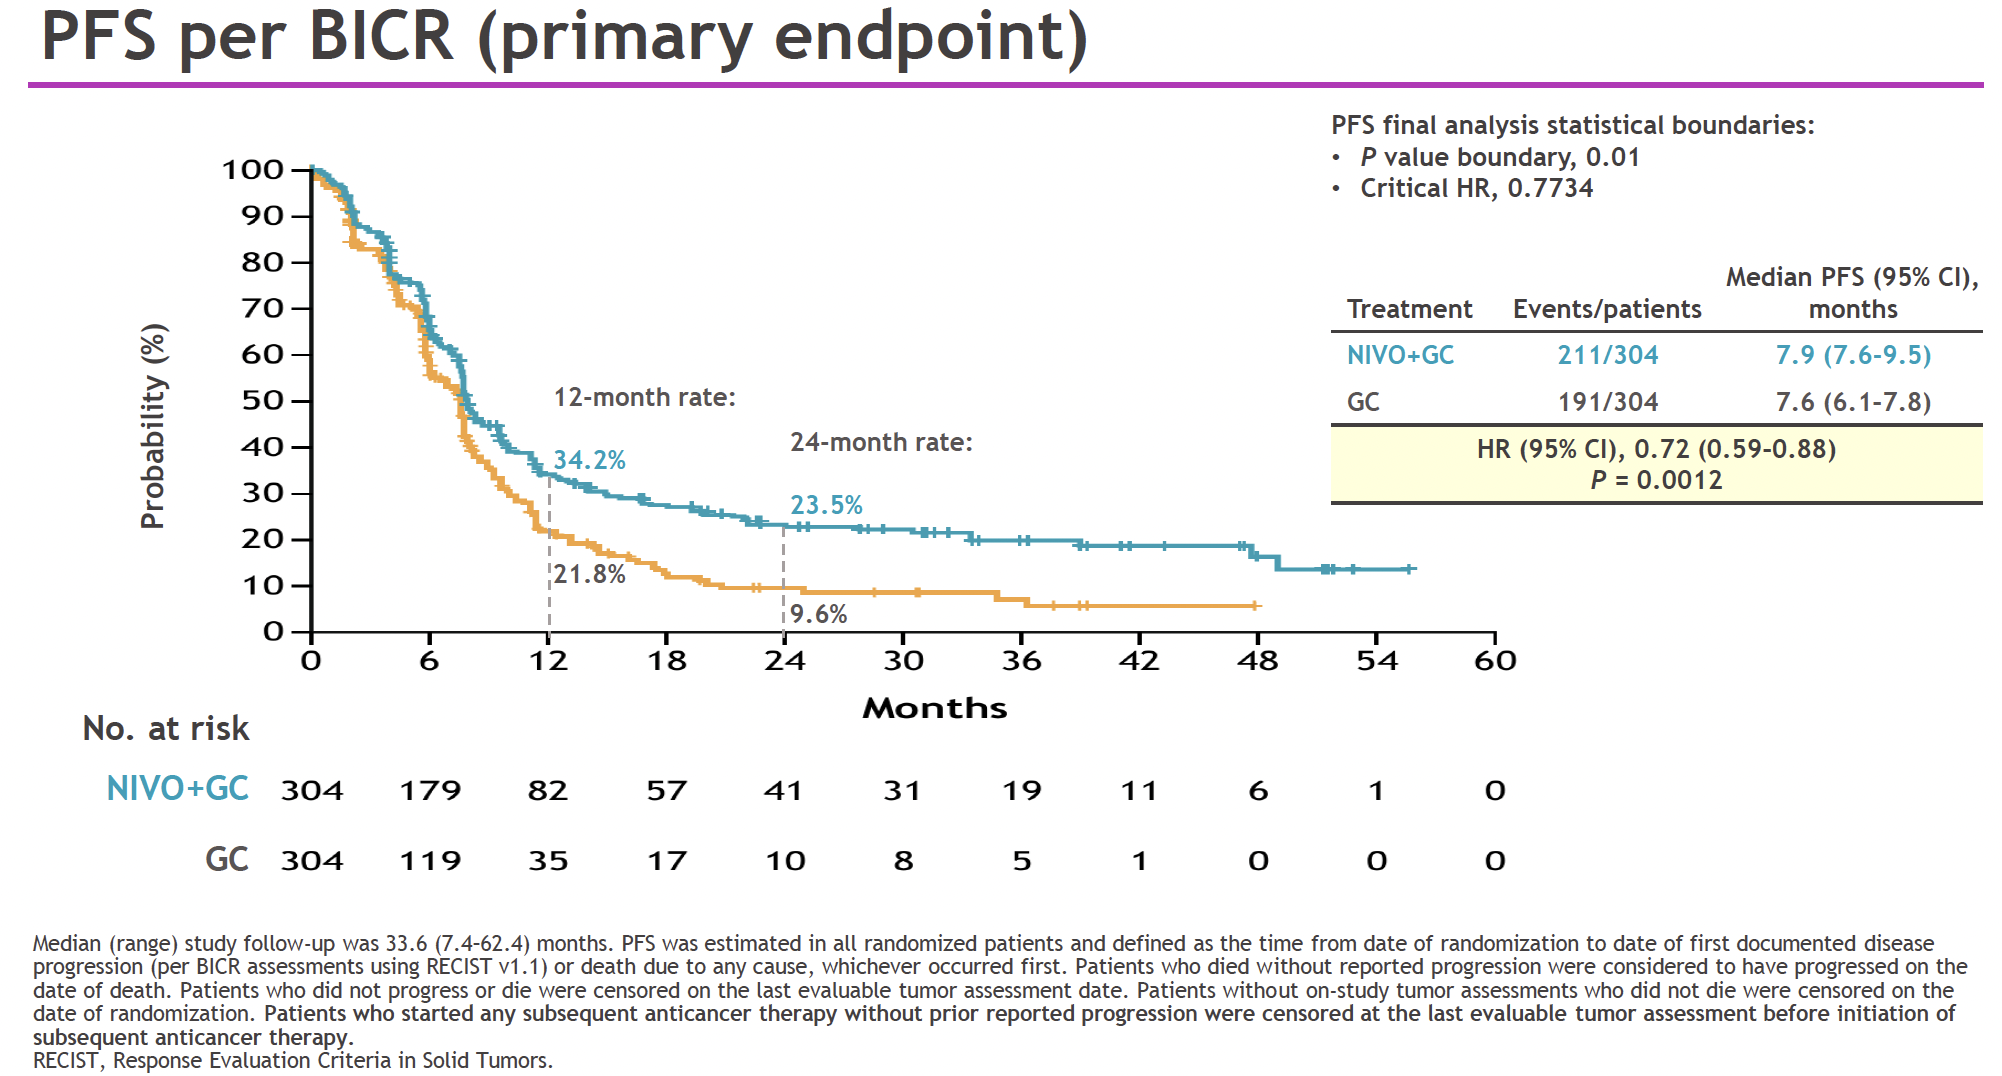 PFS per BICR (primary endpoint)
PFS final analysis statistical boundaries:
• P value boundary, 0.01
• Critical HR, 0.7734
Median PFS (95% CI),
Treatment Events/patients months
NIVO+GC 211/304 7.9 (7.6-9.5)
GC 191/304 7.6 (6.1-7.8)
HR (95% CI), 0.72 (0.59-0.88)
P = 0.0012
Probability (%)
100
90
80
70
60
50
40
30
20
10
0
12-month rate:
34.2%
21.8%
24-month rate:
23.5%
9.6%
0 6 12 18 24 30 36 42 48 54 60
Months
No. at risk
NIVO+GC 304 179 82 57 41 31 19 11 6 1 0
GC 304 119 35 17 10 8 5 1 0 0 0
Median (range) study follow-up was 33.6 (7.4-62.4) months. PFS was estimated in all randomized patients and defined as the time from date of randomization to date of first documented disease
progression (per BICR assessments using RECIST v1.1) or death due to any cause, whichever occurred first. Patients who died without reported progression were considered to have progressed on the
date of death. Patients who did not progress or die were censored on the last evaluable tumor assessment date. Patients without on-study tumor assessments who did not die were censored on the
date of randomization. Patients who started any subsequent anticancer therapy without prior reported progression were censored at the last evaluable tumor assessment before initiation of
subsequent anticancer therapy.
RECIST, Response Evaluation Criteria in Solid Tumors.